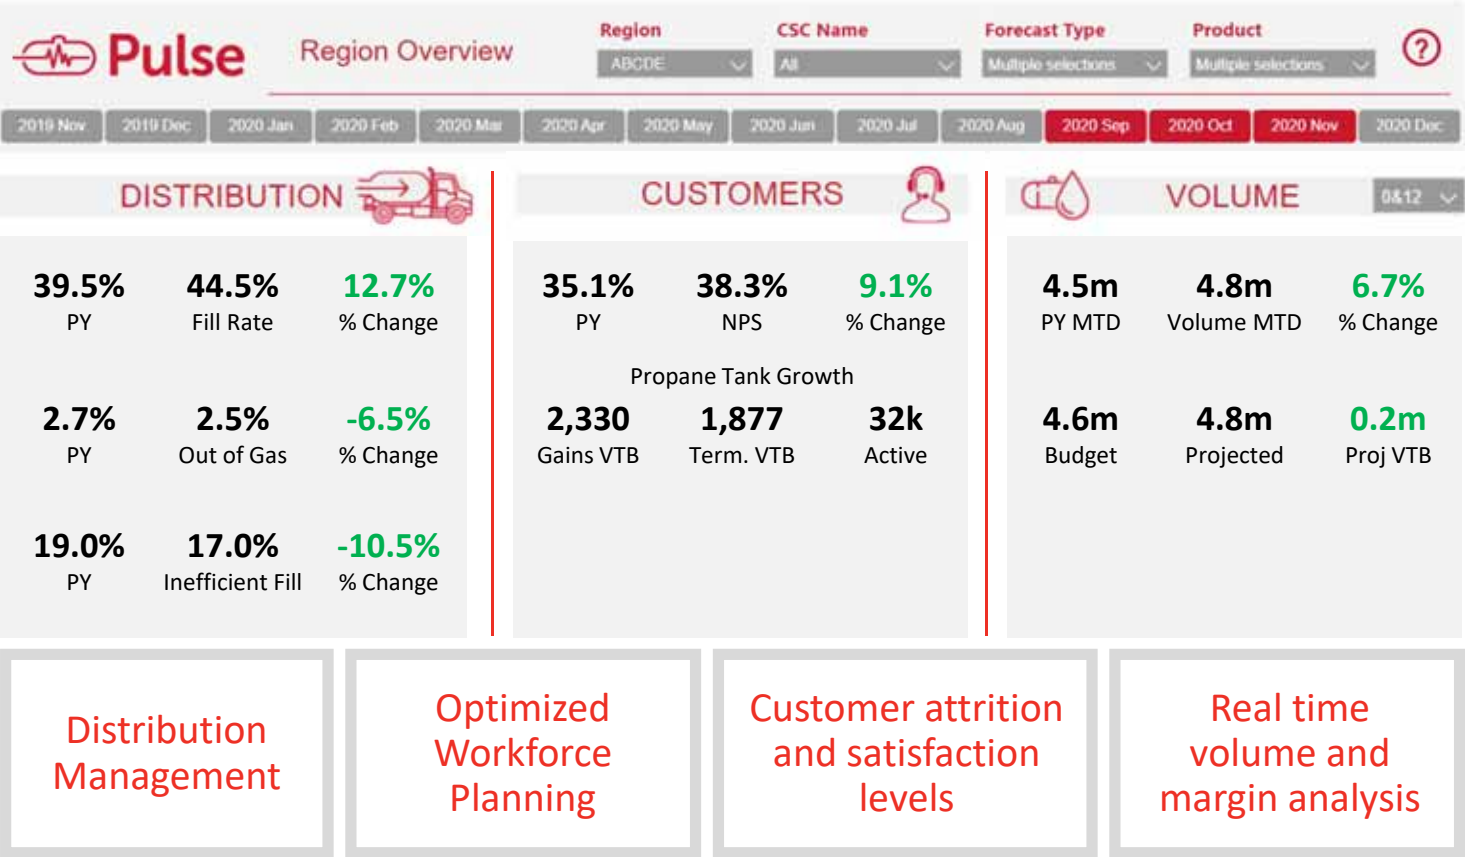 Pulse
Region Overview
Region
ABCDE
CSC Name
All
Forecast Type
Multiple selections
Product
Multiple selections
?
2019 Nov
2019 Dec
2020 Jan
2020 Feb
2020 Mar
2020 Apr
2020 May
2020 Jun
2020 Jul
2020 Aug
2020 Sep
2020 Oct
2020 Nov
2020 Dec
DISTRIBUTION
39.5% 44.5% 12.7%
PY Fill Rate % Change
2.7% 2.5% -6.5%
PY Out of Gas % Change
19.0% 17.0% -10.5%
PY Inefficient Fill % Change
CUSTOMERS
35.1% 38.3% 9.1%
PY NPS % Change
Propane Tank Growth
2,330 1,877 32k
Gains VTB Term. VTB Active
VOLUME
0&12
4.5m 4.8m 6.7%
PY MTD Volume MTD % Change
4.6m 4.8m 0.2m
Budget Projected Proj VTB
Distribution
Management
Optimized
Workforce
Planning
Customer attrition
and satisfaction
levels
Real time
volume and
margin analysis